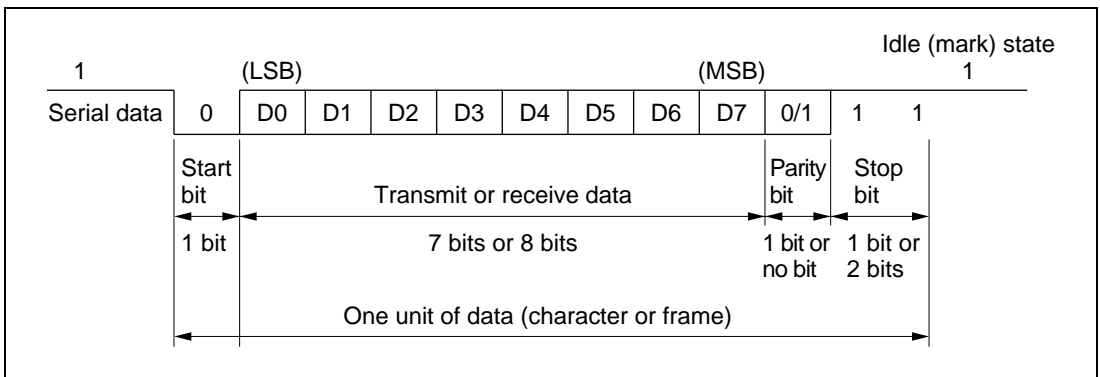 Idle (mark) state
1 (LSB) (MSB) 1
Serial data 0 D0 D1 D2 D3 D4 D5 D6 D7 0/1 1 1
Start Parity Stop
bit Transmit or receive data bit bit
1 bit 7 bits or 8 bits 1 bit or 1 bit or
no bit 2 bits
One unit of data (character or frame)